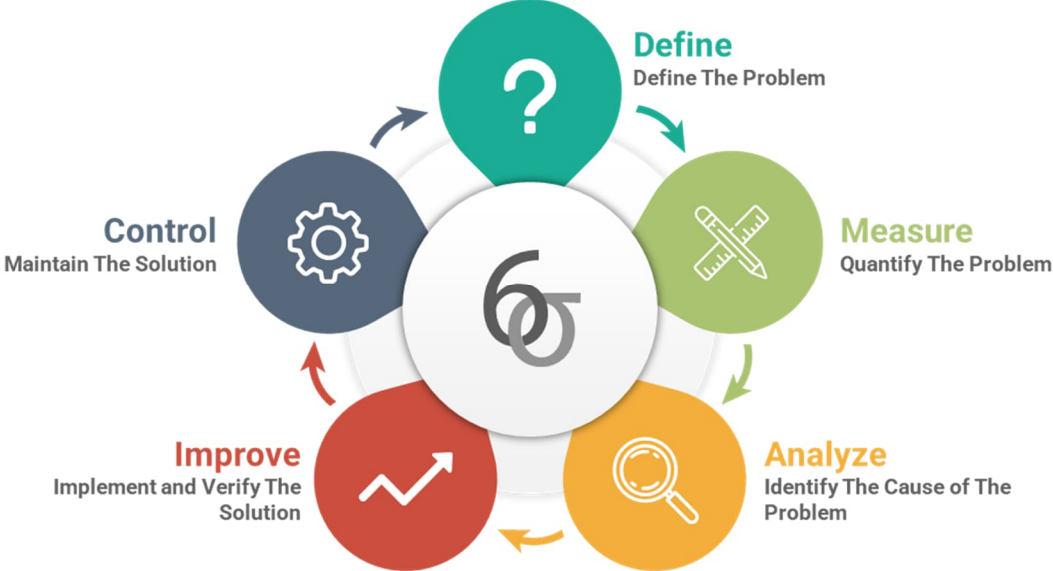 Define
Define The Problem
Measure
Quantify The Problem
Analyze
Identify The Cause of The
Problem
Improve
Implement and Verify The
Solution
Control
Maintain The Solution
?
6σ